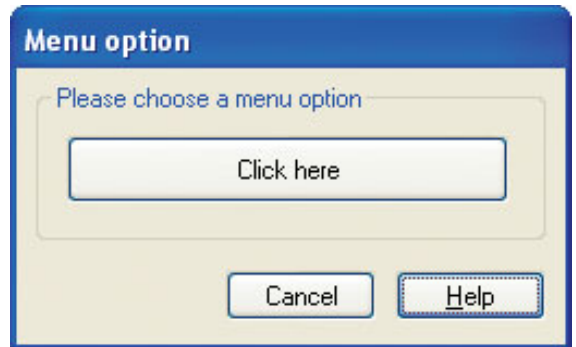 Menu option
Please choose a menu option
Click here
Cancel
Help